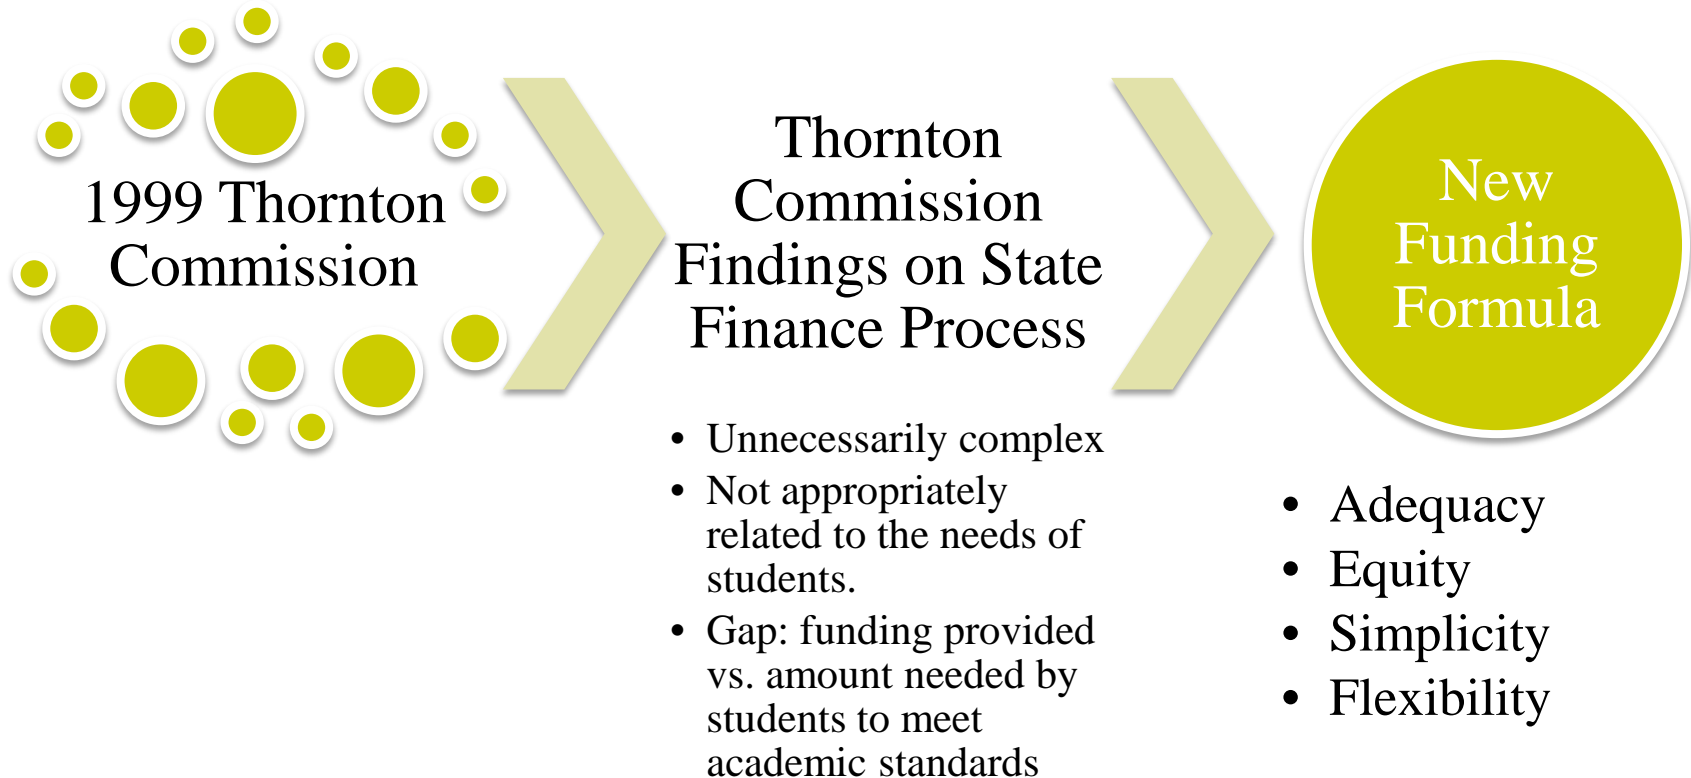 1999 Thornton
Commission
Thornton
Commission
Findings on State
Finance Process
• Unnecessarily complex
• Not appropriately
related to the needs of
students.
• Gap: funding provided
vs. amount needed by
students to meet
academic standards
New
Funding
Formula
• Adequacy
• Equity
• Simplicity
• Flexibility